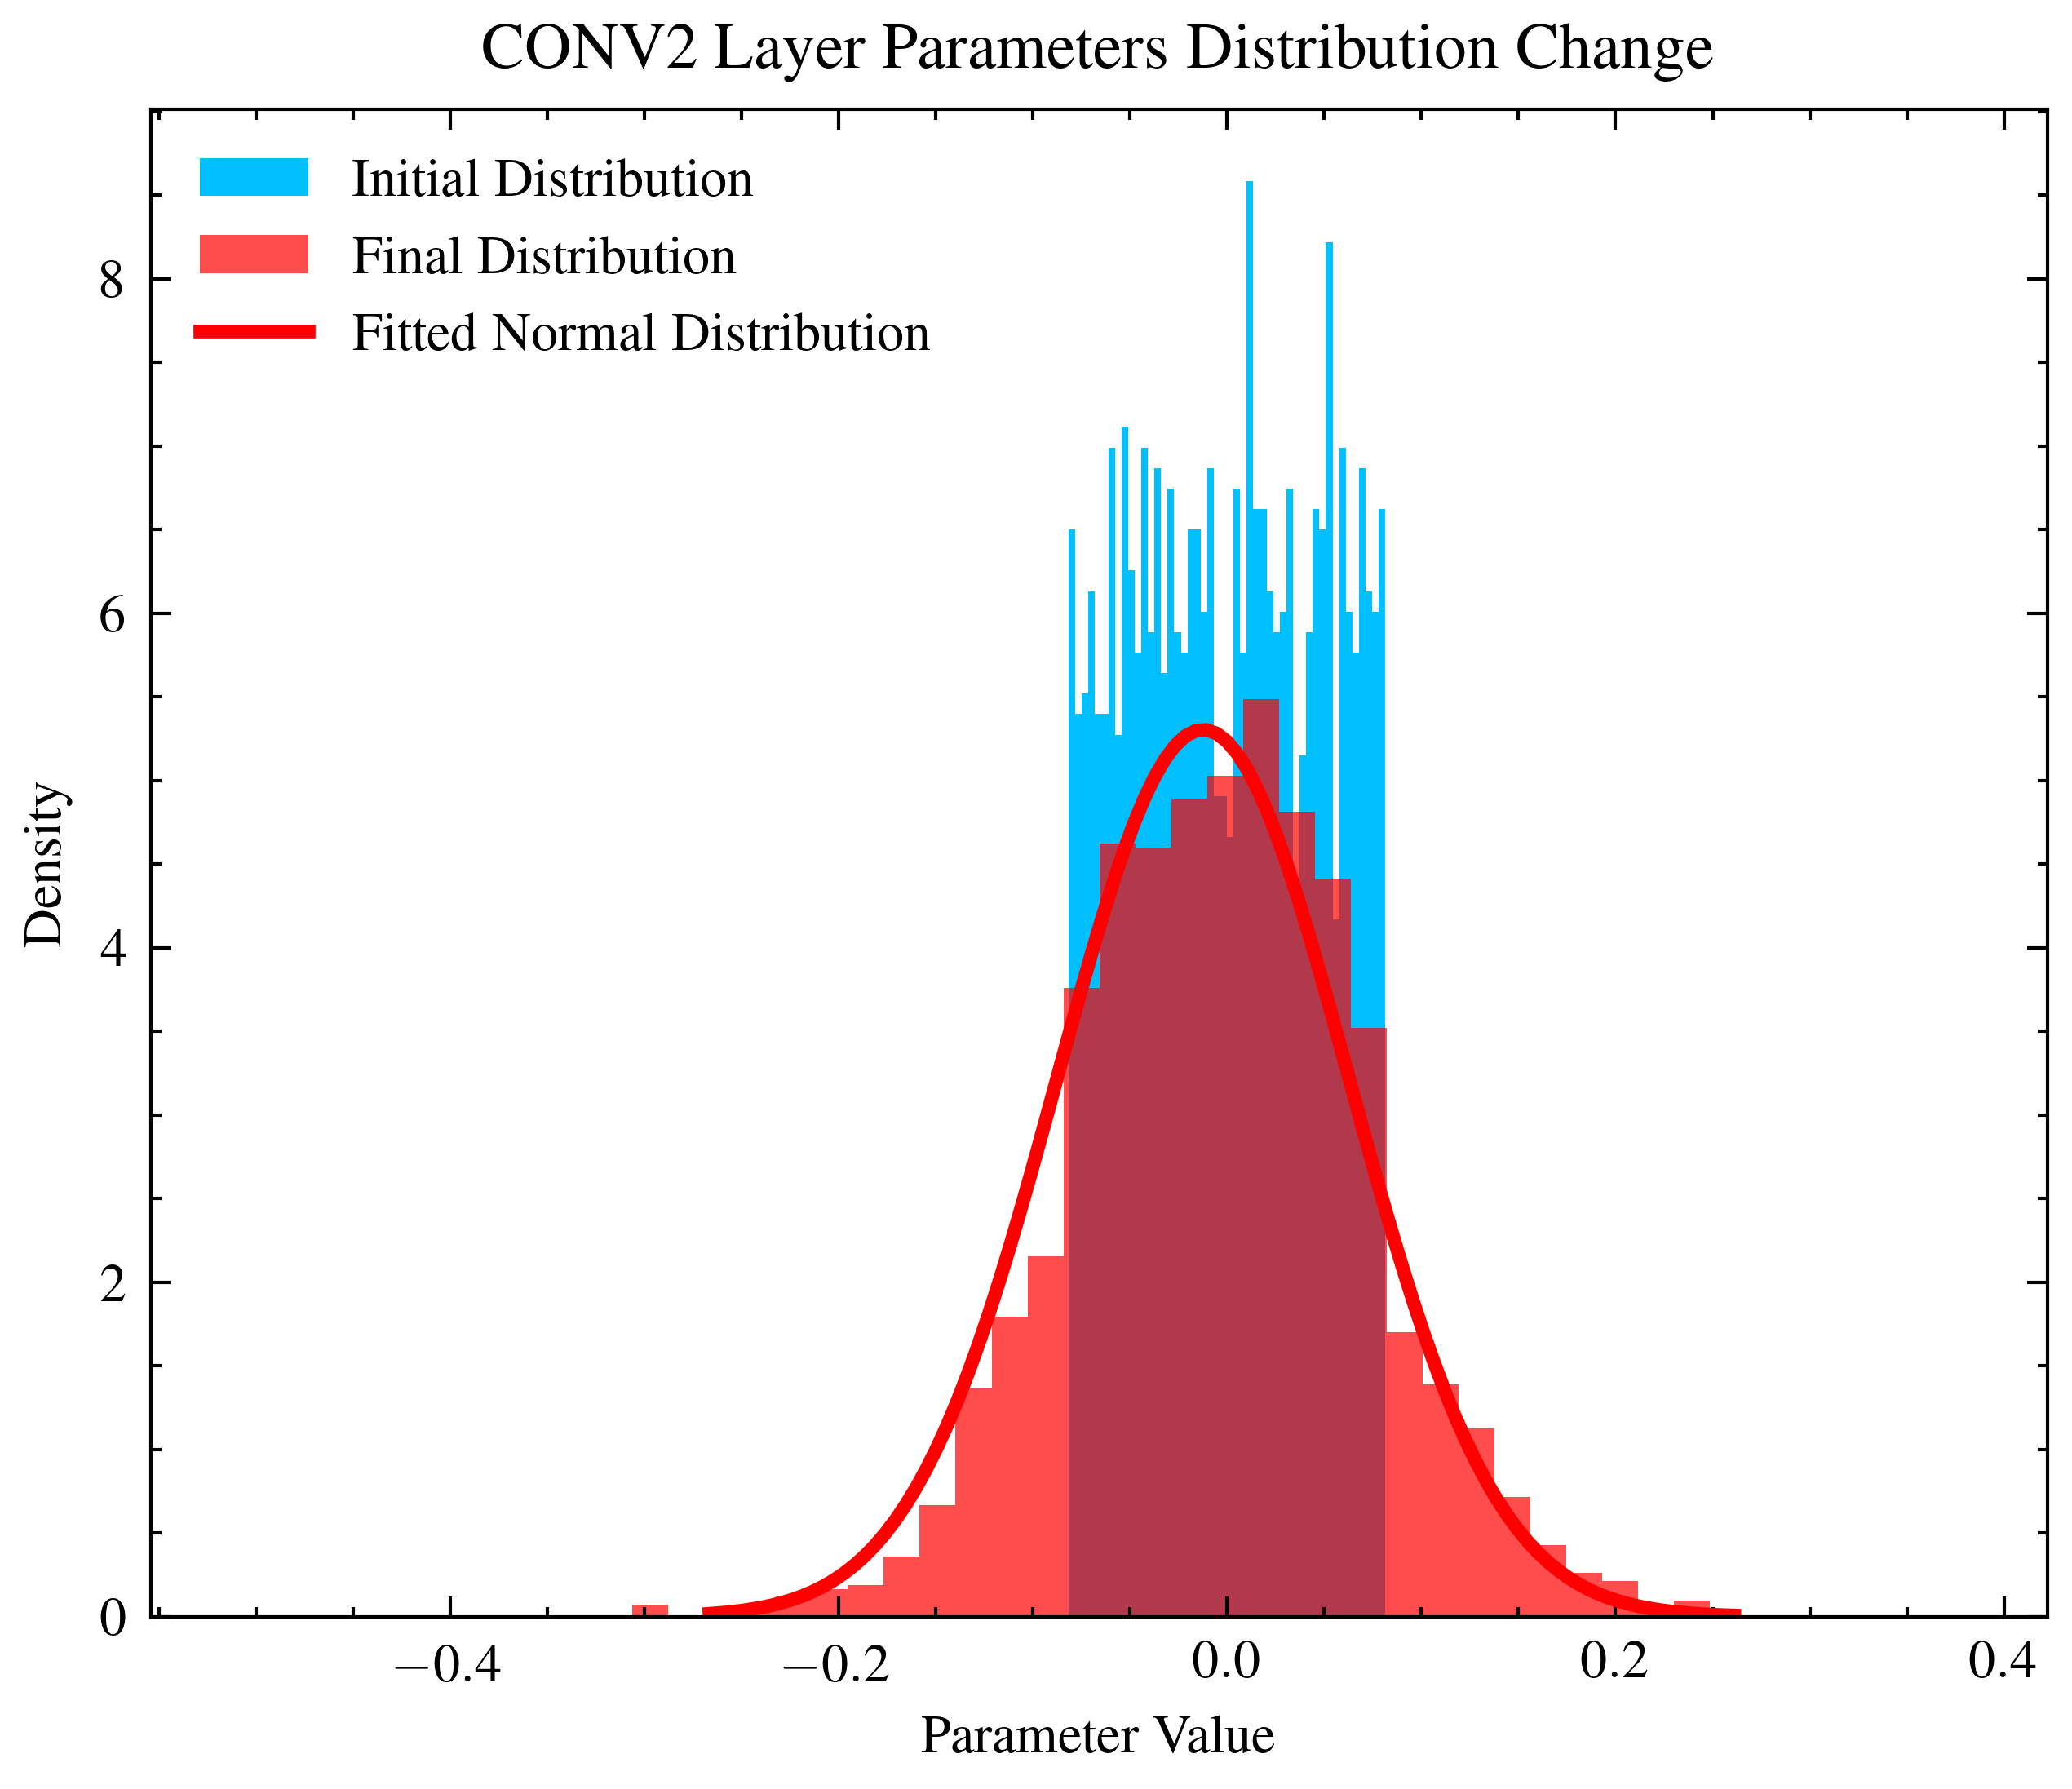 CONV2 Layer Parameters Distribution Change
Initial Distribution
Final Distribution
Fitted Normal Distribution
8
6
4
2
0
Density
−0.4 −0.2 0.0 0.2 0.4
Parameter Value